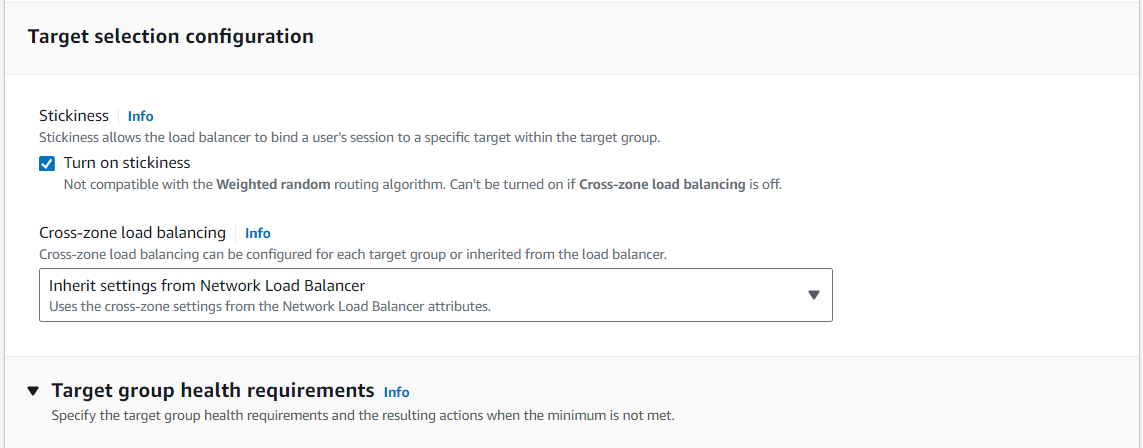 Target selection configuration
Stickiness Info
Stickiness allows the load balancer to bind a user's session to a specific target within the target group.
Turn on stickiness
Not compatible with the Weighted random routing algorithm. Can't be turned on if Cross-zone load balancing is off.
Cross-zone load balancing Info
Cross-zone load balancing can be configured for each target group or inherited from the load balancer.
Inherit settings from Network Load Balancer
Uses the cross-zone settings from the Network Load Balancer attributes.
Target group health requirements Info
Specify the target group health requirements and the resulting actions when the minimum is not met.